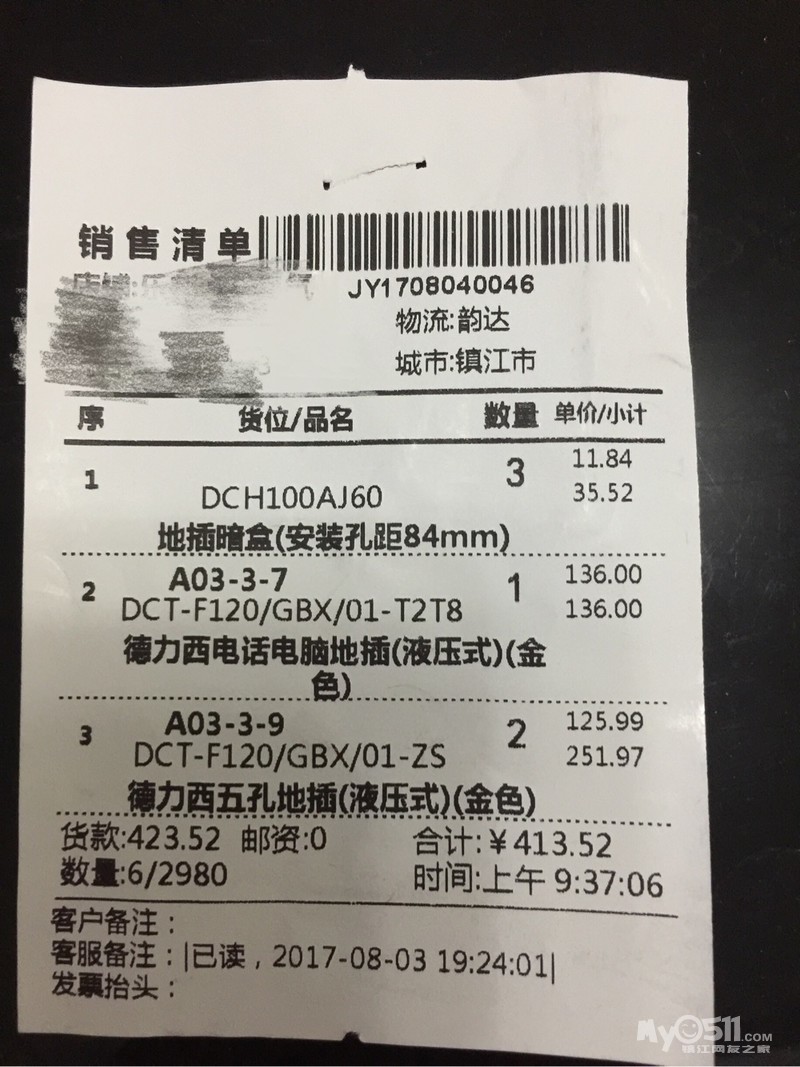 销售清单
JY1708040046
物流:韵达
城市:镇江市
序 货位/品名 数量 单价/小计
1 3 11.84
DCH100AJ60 35.52
地插暗盒(安装孔距84mm)
2 A03-3-7 1 136.00
DCT-F120/GBX/01-T2T8 136.00
德力西电话电脑地插(液压式)(金
色)
3 A03-3-9 2 125.99
DCT-F120/GBX/01-ZS 251.97
德力西五孔地插(液压式)(金色)
货款:423.52 邮资:0 合计:￥413.52
数量:6/2980 时间:上午 9:37:06
客户备注：
客服备注：|已读，2017-08-03 19:24:01|
发票抬头：
My0511.COM
镇江网友之家